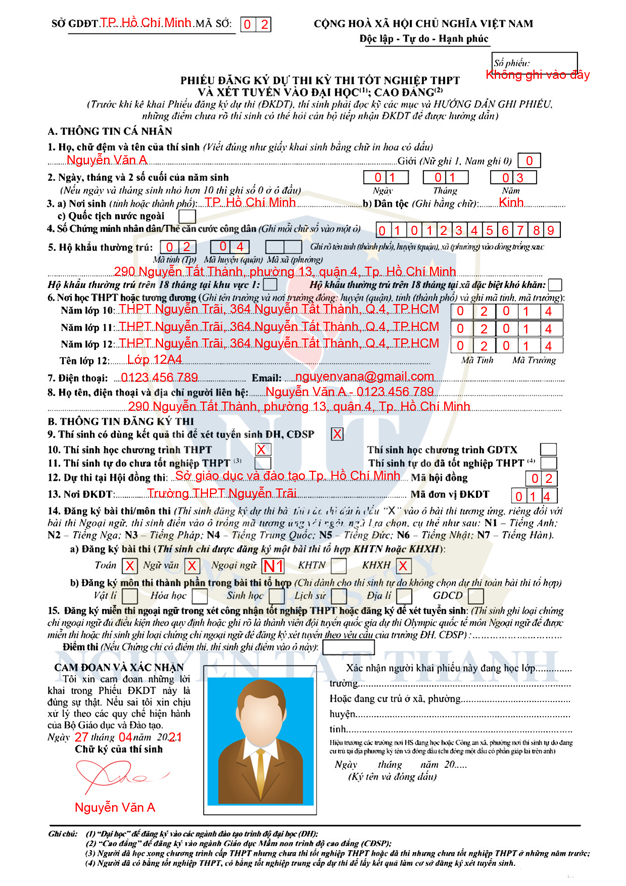 SỞ GDĐT TP. Hồ Chí Minh MÃ SỞ: 0 2 CỘNG HOÀ XÃ HỘI CHỦ NGHĨA VIỆT NAM
Độc lập - Tự do - Hạnh phúc
Số phiếu:
Không ghi vào đây
PHIẾU ĐĂNG KÝ DỰ THI KỲ THI TỐT NGHIỆP THPT
VÀ XÉT TUYỂN VÀO ĐẠI HỌC(1); CAO ĐẲNG(2)
(Trước khi kê khai Phiếu đăng ký dự thi (ĐKDT), thí sinh phải đọc kỹ các mục và HƯỚNG DẪN GHI PHIẾU,
những điểm chưa rõ thí sinh có thể hỏi cán bộ tiếp nhận ĐKDT để được hướng dẫn)
A. THÔNG TIN CÁ NHÂN
1. Họ, chữ đệm và tên của thí sinh (Viết đúng như giấy khai sinh bằng chữ in hoa có dấu)
Nguyễn Văn A Giới (Nữ ghi 1, Nam ghi 0) 0
2. Ngày, tháng và 2 số cuối của năm sinh 0 1 0 1 0 3
(Nếu ngày và tháng sinh nhỏ hơn 10 thì ghi số 0 ở ô đầu) Ngày Tháng Năm
3. a) Nơi sinh (tỉnh hoặc thành phố): TP. Hồ Chí Minh b) Dân tộc (Ghi bằng chữ): Kinh
c) Quốc tịch nước ngoài
4. Số Chứng minh nhân dân/Thẻ căn cước công dân (Ghi mỗi chữ số vào một ô) 0 1 0 1 2 3 4 5 6 7 8 9
5. Hộ khẩu thường trú: 0 2 0 4 Ghi rõ tên tỉnh (thành phố), huyện (quận), xã (phường) vào dòng trống sau:
Mã tỉnh (Tp) Mã huyện (quận) Mã xã (phường)
290 Nguyễn Tất Thành, phường 13, quận 4, Tp. Hồ Chí Minh
Hộ khẩu thường trú trên 18 tháng tại khu vực 1: Hộ khẩu thường trú trên 18 tháng tại xã đặc biệt khó khăn:
6. Nơi học THPT hoặc tương đương (Ghi tên trường và nơi trường đóng: huyện (quận), tỉnh (thành phố) và ghi mã tỉnh, mã trường):
Năm lớp 10: THPT Nguyễn Trãi, 364 Nguyễn Tất Thành, Q.4, TP.HCM 0 2 0 1 4
Năm lớp 11: THPT Nguyễn Trãi, 364 Nguyễn Tất Thành, Q.4, TP.HCM 0 2 0 1 4
Năm lớp 12: THPT Nguyễn Trãi, 364 Nguyễn Tất Thành, Q.4, TP.HCM 0 2 0 1 4
Tên lớp 12: Lớp 12A4 Mã Tỉnh Mã Trường
7. Điện thoại: 0123 456 789 Email: nguyenvana@gmail.com
8. Họ tên, điện thoại và địa chỉ người liên hệ: Nguyễn Văn A - 0123 456 789
290 Nguyễn Tất Thành, phường 13, quận 4, Tp. Hồ Chí Minh
B. THÔNG TIN ĐĂNG KÝ THI
9. Thí sinh có dùng kết quả thi để xét tuyển sinh ĐH, CĐSP X
10. Thí sinh học chương trình THPT X Thí sinh học chương trình GDTX
11. Thí sinh tự do chưa tốt nghiệp THPT (3) Thí sinh tự do đã tốt nghiệp THPT (4)
12. Dự thi tại Hội đồng thi: Sở giáo dục và đào tạo Tp. Hồ Chí Minh Mã hội đồng 0 2
13. Nơi ĐKDT: Trường THPT Nguyễn Trãi Mã đơn vị ĐKDT 0 1 4
14. Đăng ký bài thi/môn thi (Thí sinh đăng ký dự thi bài thi nào thì đánh dấu "X" vào ô bài thi tương ứng, riêng đối với
bài thi Ngoại ngữ, thí sinh điền vào ô trống mã tương ứng với ngôn ngữ lựa chọn, cụ thể như sau: N1 – Tiếng Anh;
N2 – Tiếng Nga; N3 – Tiếng Pháp; N4 – Tiếng Trung Quốc; N5 – Tiếng Đức; N6 – Tiếng Nhật; N7 – Tiếng Hàn).
a) Đăng ký bài thi (Thí sinh chỉ được đăng ký một bài thi tổ hợp KHTN hoặc KHXH):
Toán X Ngữ văn X Ngoại ngữ N1 KHTN KHXH X
b) Đăng ký môn thi thành phần trong bài thi tổ hợp (Chỉ dành cho thí sinh tự do không chọn dự thi toàn bài thi tổ hợp)
Vật lí Hóa học Sinh học Lịch sử Địa lí GDCD
15. Đăng ký miễn thi ngoại ngữ trong xét công nhận tốt nghiệp THPT hoặc đăng ký để xét tuyển sinh: (Thí sinh ghi loại chứng
chỉ ngoại ngữ đủ điều kiện theo quy định hoặc ghi rõ là thành viên đội tuyển quốc gia dự thi Olympic quốc tế môn Ngoại ngữ để được
miễn thi hoặc thí sinh ghi loại chứng chỉ ngoại ngữ để đăng ký xét tuyển theo yêu cầu của trường ĐH, CĐSP) :
Điểm thi (Nếu Chứng chỉ có điểm thi, thí sinh ghi điểm vào ô này):
NGUYEN TAT THANH
CAM ĐOAN VÀ XÁC NHẬN
Tôi xin cam đoan những lời
khai trong Phiếu ĐKDT này là
đúng sự thật. Nếu sai tôi xin chịu
xử lý theo các quy chế hiện hành
của Bộ Giáo dục và Đào tạo.
Ngày 27 tháng 04 năm 2021
Chữ ký của thí sinh
Nguyễn Văn A
Xác nhận người khai phiếu này đang học lớp
trường
Hoặc đang cư trú ở xã, phường
huyện
tỉnh
Hiệu trưởng các trường nơi HS đang học hoặc Công an xã, phường nơi thí sinh tự do đang
cư trú tại địa phương ký tên và đóng dấu (chú đóng một dấu có phần giáp lai trên ảnh)
Ngày tháng năm 20.....
(Ký tên và đóng dấu)
Ghi chú: (1) "Đại học" để đăng ký vào các ngành đào tạo trình độ đại học (ĐH);
(2) "Cao đẳng" để đăng ký vào ngành Giáo dục Mầm non trình độ cao đẳng (CĐSP);
(3) Người đã học xong chương trình cấp THPT nhưng chưa thi tốt nghiệp THPT hoặc đã thi nhưng chưa tốt nghiệp THPT ở những năm trước;
(4) Người đã có bằng tốt nghiệp THPT, có bằng tốt nghiệp trung cấp dự thi để lấy kết quả làm cơ sở đăng ký xét tuyển sinh.